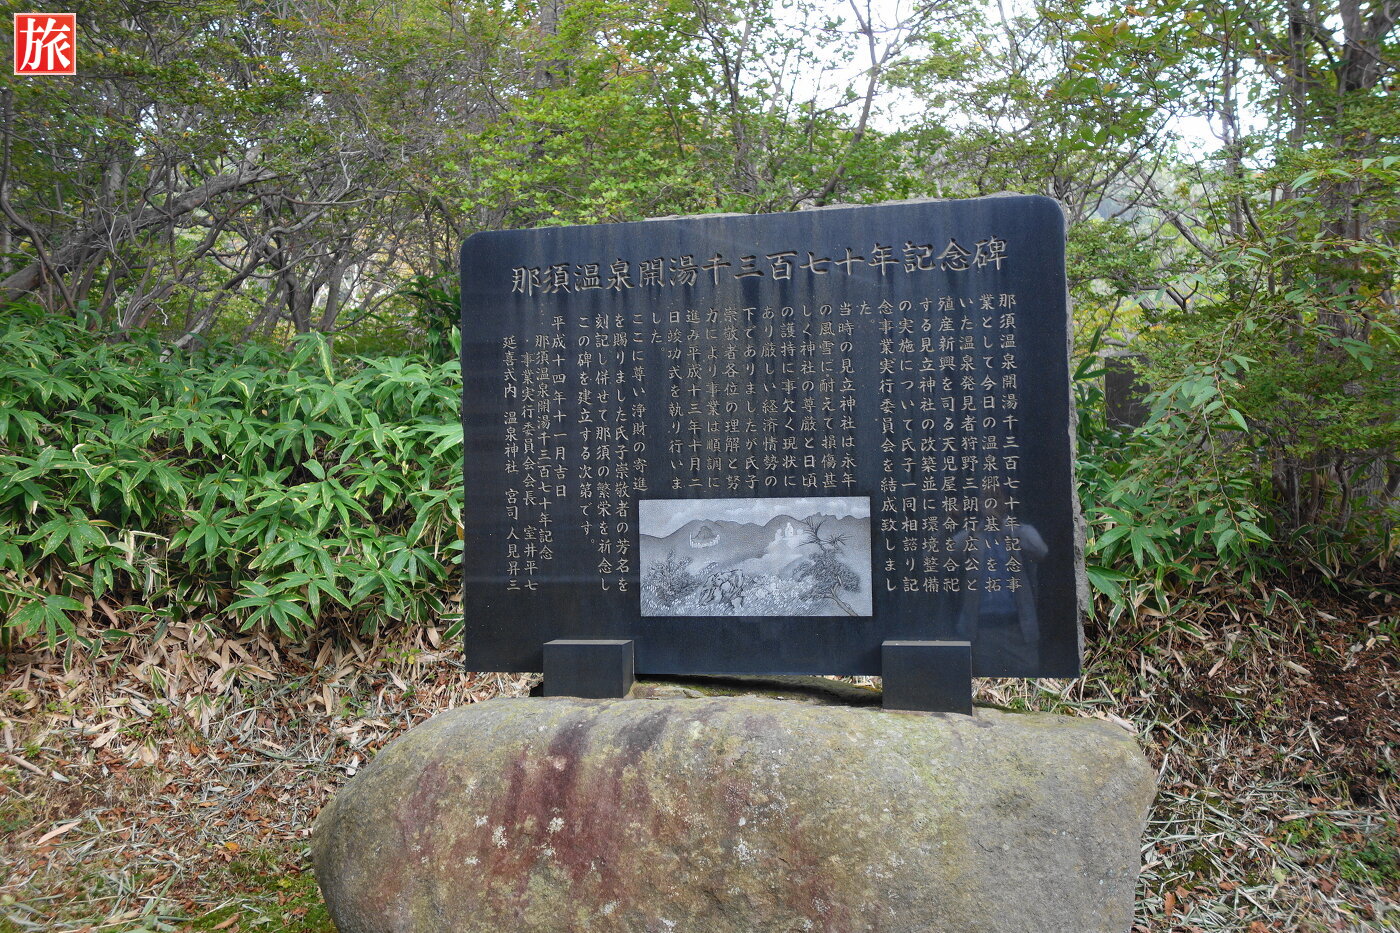 旅
那須温泉開湯千三百七十年記念碑
那須温泉開湯千三百七十年記念事
業として今日の温泉郷の基いを拓
いた温泉発見者狩野三郎行広公と
殖産新興を司る天児屋根命を合祀
する見立神社の改築並に環境整備
の実施について氏子一同相諮り記
念事業実行委員会を結成致しまし
た。
当時の見立神社は永年
の風雪に耐えて損傷甚
しく神社の尊厳と日頃
の護持に事欠く現状に
あり厳しい経済情勢の
下でありましたが氏子
崇敬者各位の理解と努
力により事業は順調に
進み平成十三年十月二
日竣功式を執り行いま
した。
ここに尊い浄財の寄進
を賜りました氏子崇敬者の芳名を
刻記し併せて那須の繁栄を祈念し
この碑を建立する次第です。
平成十四年十一月吉日
那須温泉開湯千三百七十年記念
事業実行委員会会長 室井平七
延喜式内 温泉神社 宮司 人見昇三